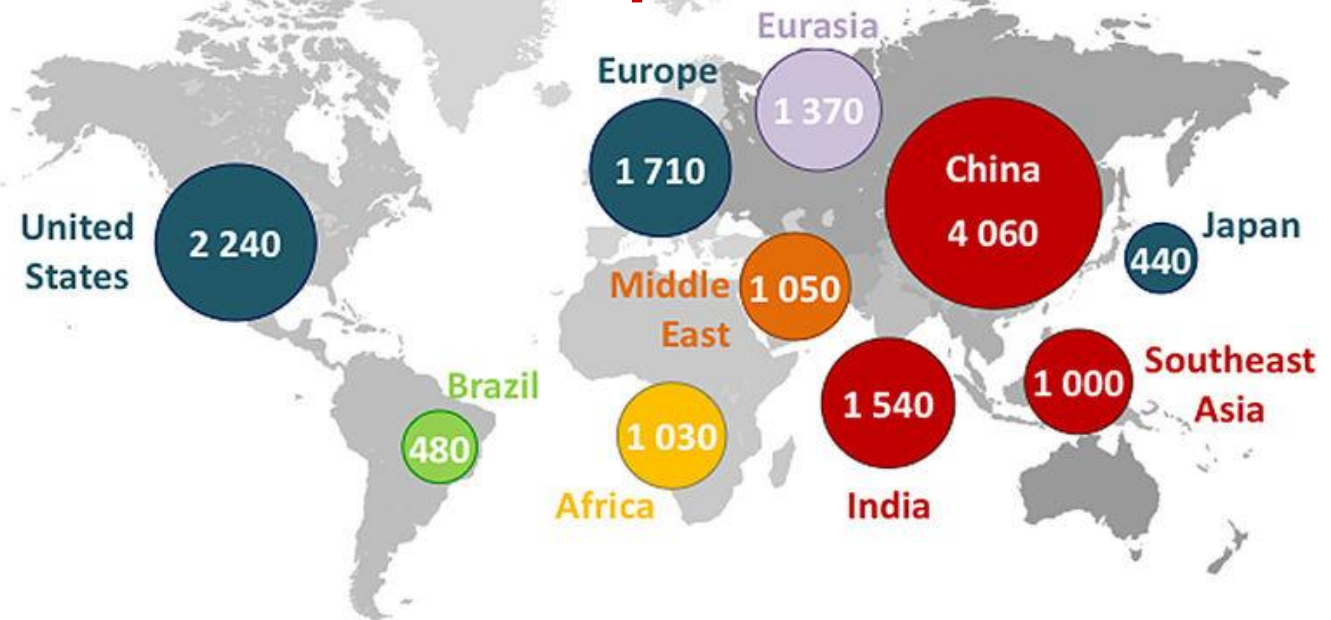 Eurasia
1 370
Europe
1 710
China
4 060
United
States
2 240
Japan
440
Middle
East
1 050
Brazil
480
Africa
1 030
India
1 540
Southeast
Asia
1 000